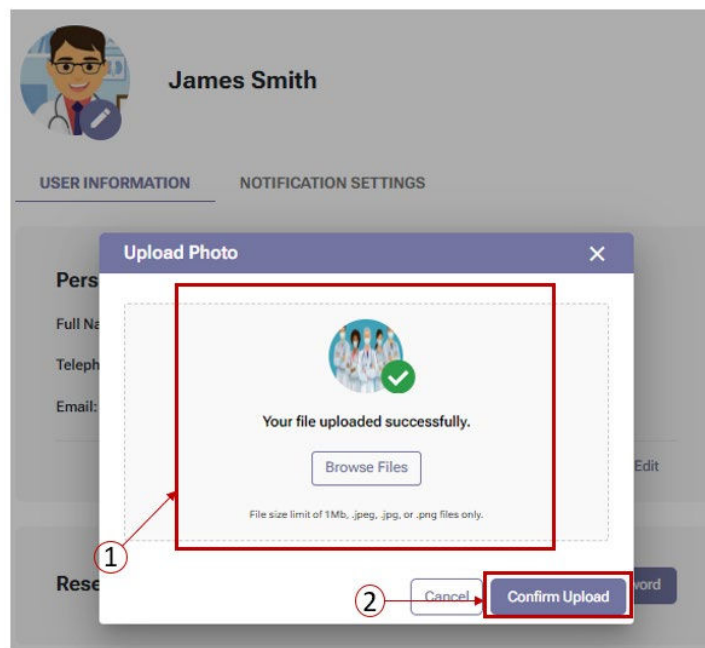 James Smith
USER INFORMATION NOTIFICATION SETTINGS
Upload Photo
Pers
Full Na
Teleph
Email:
Your file uploaded successfully.
Browse Files
Edit
File size limit of 1Mb, .jpeg, .jpg, or .png files only.
1
Rese
2
Cancel
Confirm Upload
word